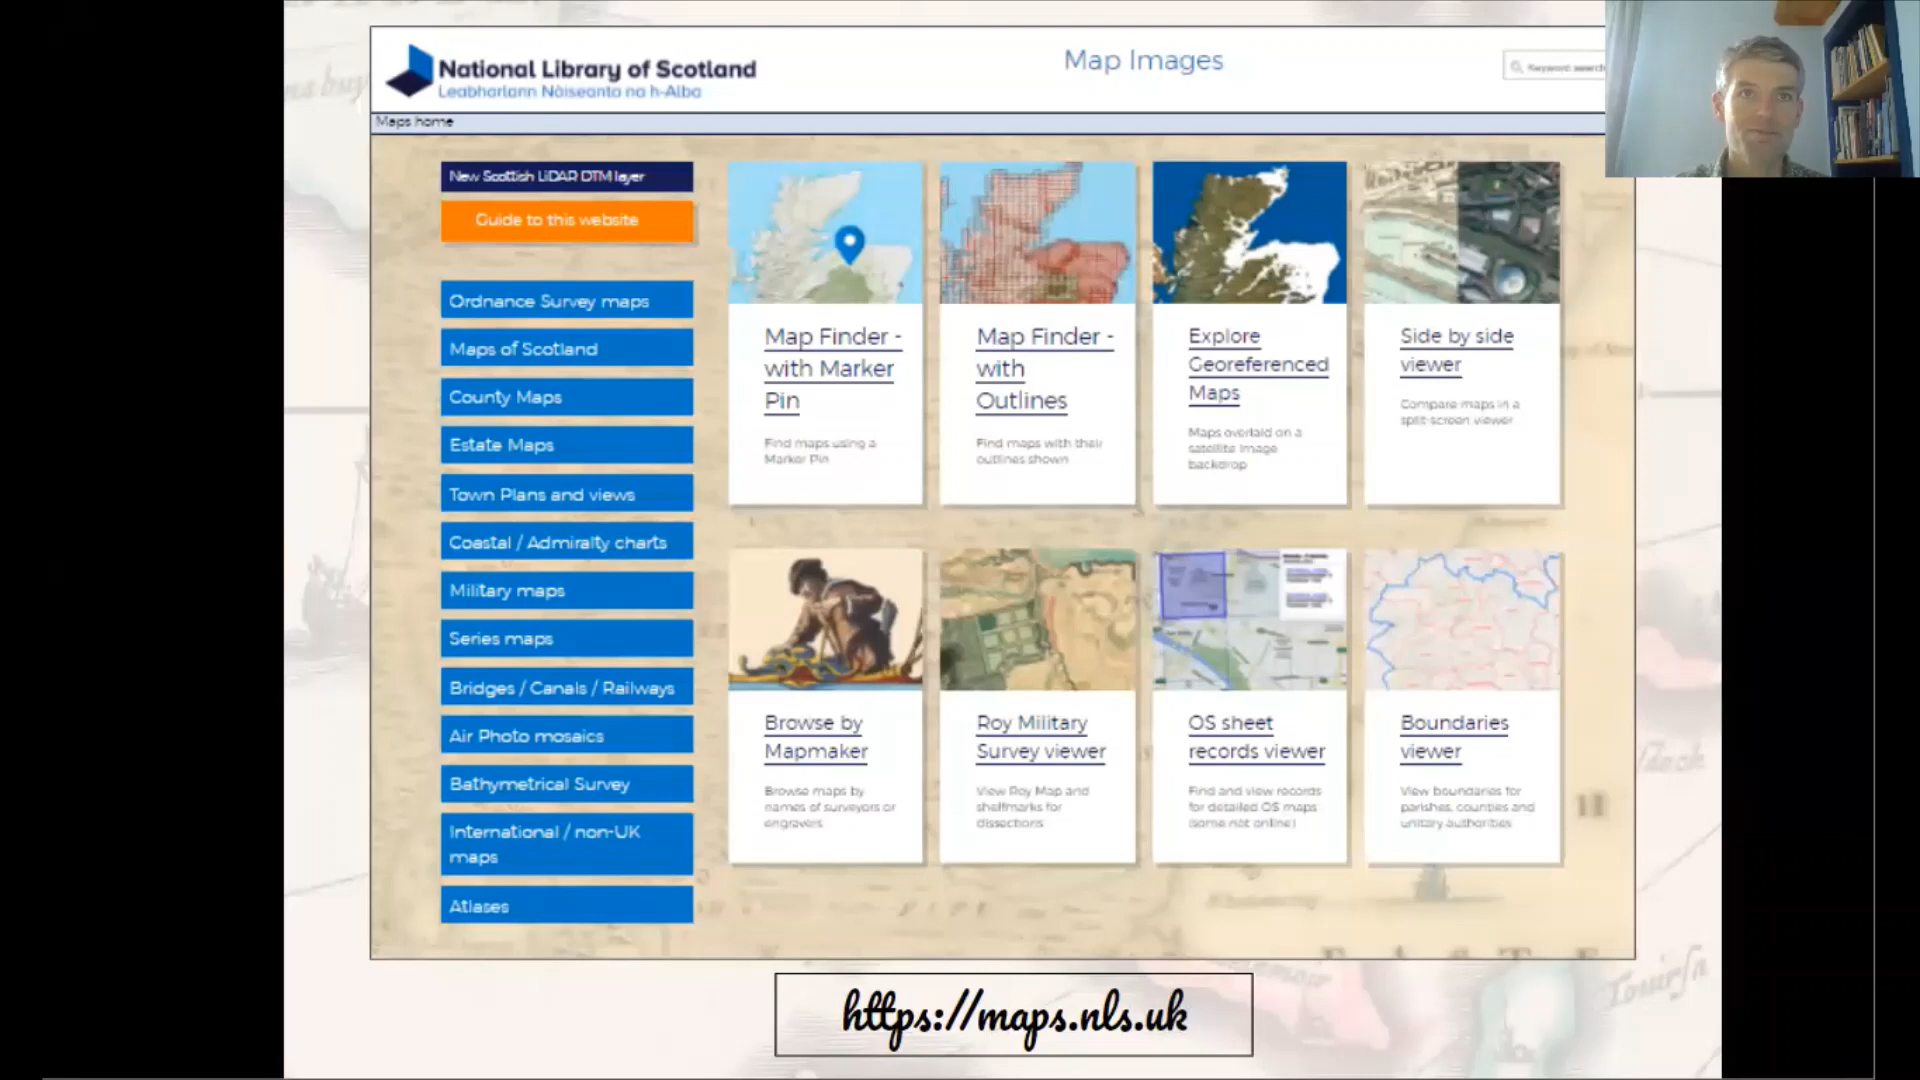 National Library of Scotland
Leabharlann Nàiseanta na h-Alba
Map Images
Keyword search
Maps home
New Scottish LiDAR DTM layer
Guide to this website
Ordnance Survey maps
Maps of Scotland
County Maps
Estate Maps
Town Plans and views
Coastal / Admiralty charts
Military maps
Series maps
Bridges / Canals / Railways
Air Photo mosaics
Bathymetrical Survey
International / non-UK
maps
Atlases
Map Finder -
with Marker
Pin
Find maps using a
Marker Pin
Map Finder -
with
Outlines
Find maps with their
outlines shown
Explore
Georeferenced
Maps
Maps overlaid on a
satellite image
backdrop
Side by side
viewer
Compare maps in a
split-screen viewer
Browse by
Mapmaker
Browse maps by
names of surveyors or
engravers
Roy Military
Survey viewer
View Roy Map and
shelfmarks for
dissections
OS sheet
records viewer
Find and view records
for detailed OS maps
(some not online)
Boundaries
viewer
View boundaries for
parishes, counties and
unitary authorities
https://maps.nls.uk